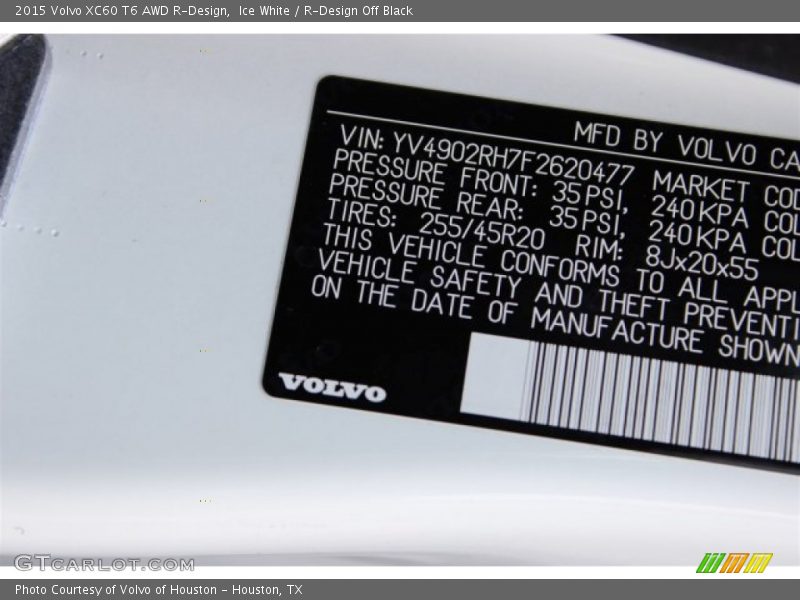 2015 Volvo XC60 T6 AWD R-Design,  Ice White / R-Design Off Black
MFD BY VOLVO CA
VIN: YV4902RH7F2620477 MARKET COD
PRESSURE FRONT: 35PSI, 240KPA COL
PRESSURE REAR: 35PSI, 240KPA COL
TIRES: 255/45R20 RIM: 8Jx20x55
THIS VEHICLE CONFORMS TO ALL APPL
VEHICLE SAFETY AND THEFT PREVENTI
ON THE DATE OF MANUFACTURE SHOWN
VOLVO
GTCARLOT.COM
Photo Courtesy of Volvo of Houston - Houston, TX